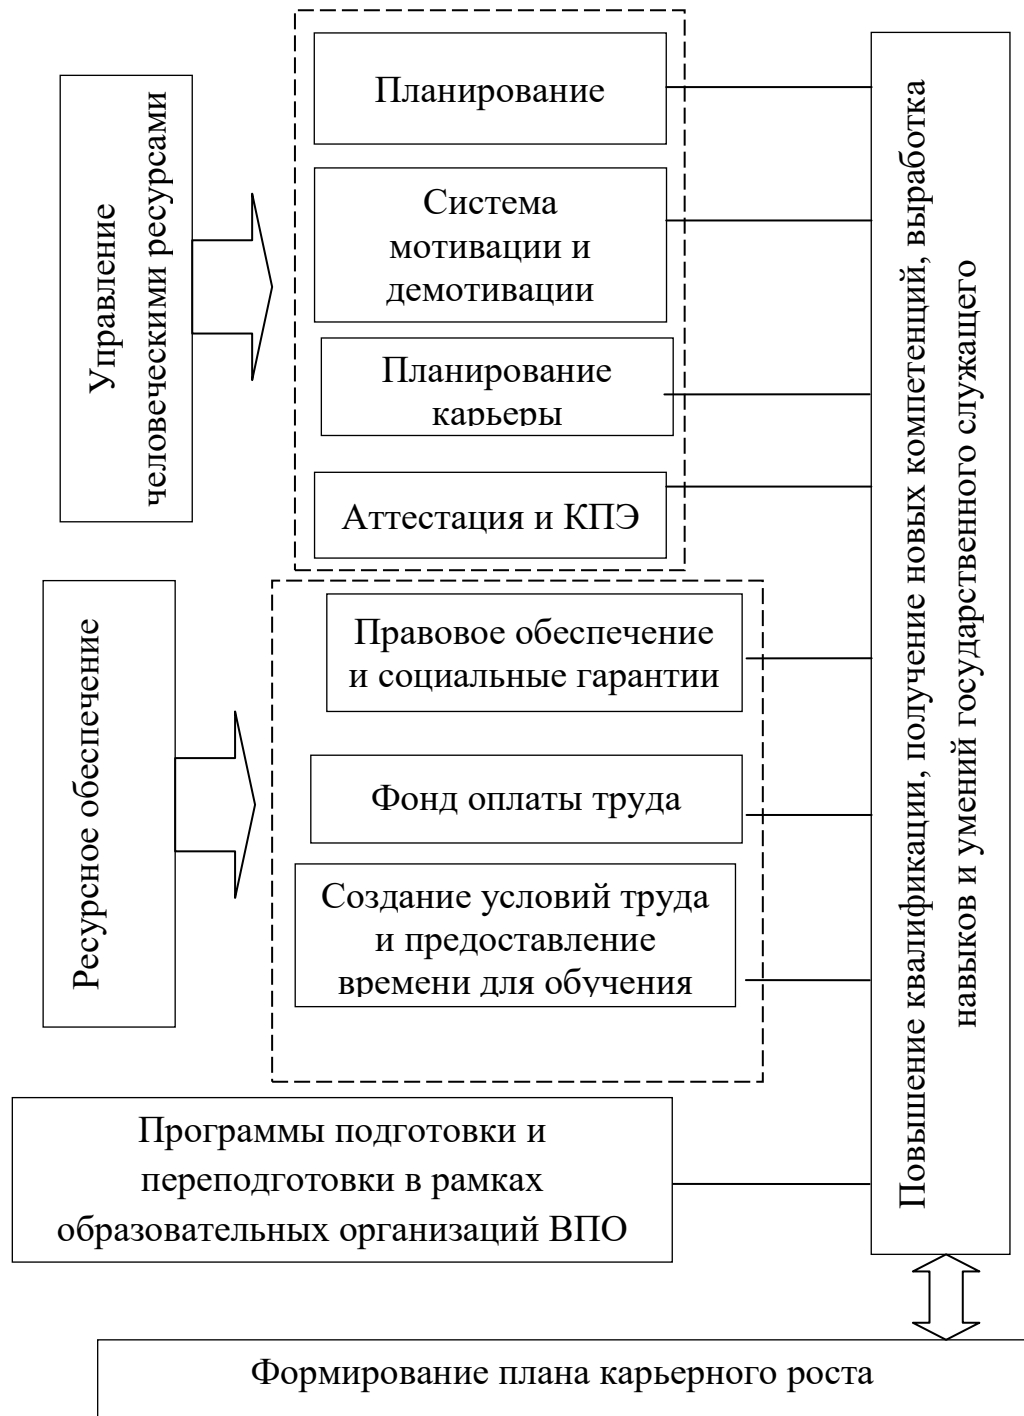 Управление
человеческими ресурсами
Планирование
Система
мотивации и
демотивации
Планирование
карьеры
Аттестация и КПЭ
Ресурсное обеспечение
Правовое обеспечение
и социальные гарантии
Фонд оплаты труда
Создание условий труда
и предоставление
времени для обучения
Программы подготовки и
переподготовки в рамках
образовательных организаций ВПО
Повышение квалификации, получение новых компетенций, выработка
навыков и умений государственного служащего
Формирование плана карьерного роста